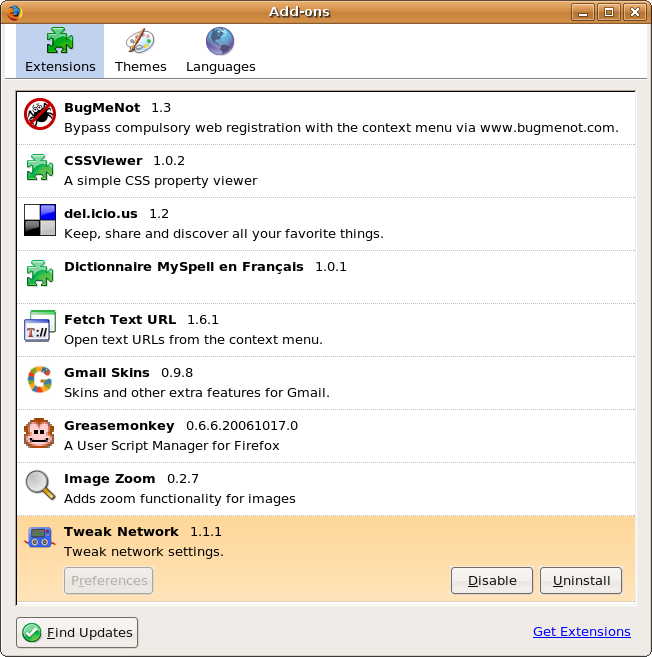 Add-ons
Extensions Themes Languages
BugMeNot 1.3
Bypass compulsory web registration with the context menu via www.bugmenot.com.
CSSViewer 1.0.2
A simple CSS property viewer
del.icio.us 1.2
Keep, share and discover all your favorite things.
Dictionnaire MySpell en Français 1.0.1
T://
Fetch Text URL 1.6.1
Open text URLs from the context menu.
G
Gmail Skins 0.9.8
Skins and other extra features for Gmail.
Greasemonkey 0.6.6.20061017.0
A User Script Manager for Firefox
Image Zoom 0.2.7
Adds zoom functionality for images
Tweak Network 1.1.1
Tweak network settings.
Preferences Disable Uninstall
Find Updates Get Extensions